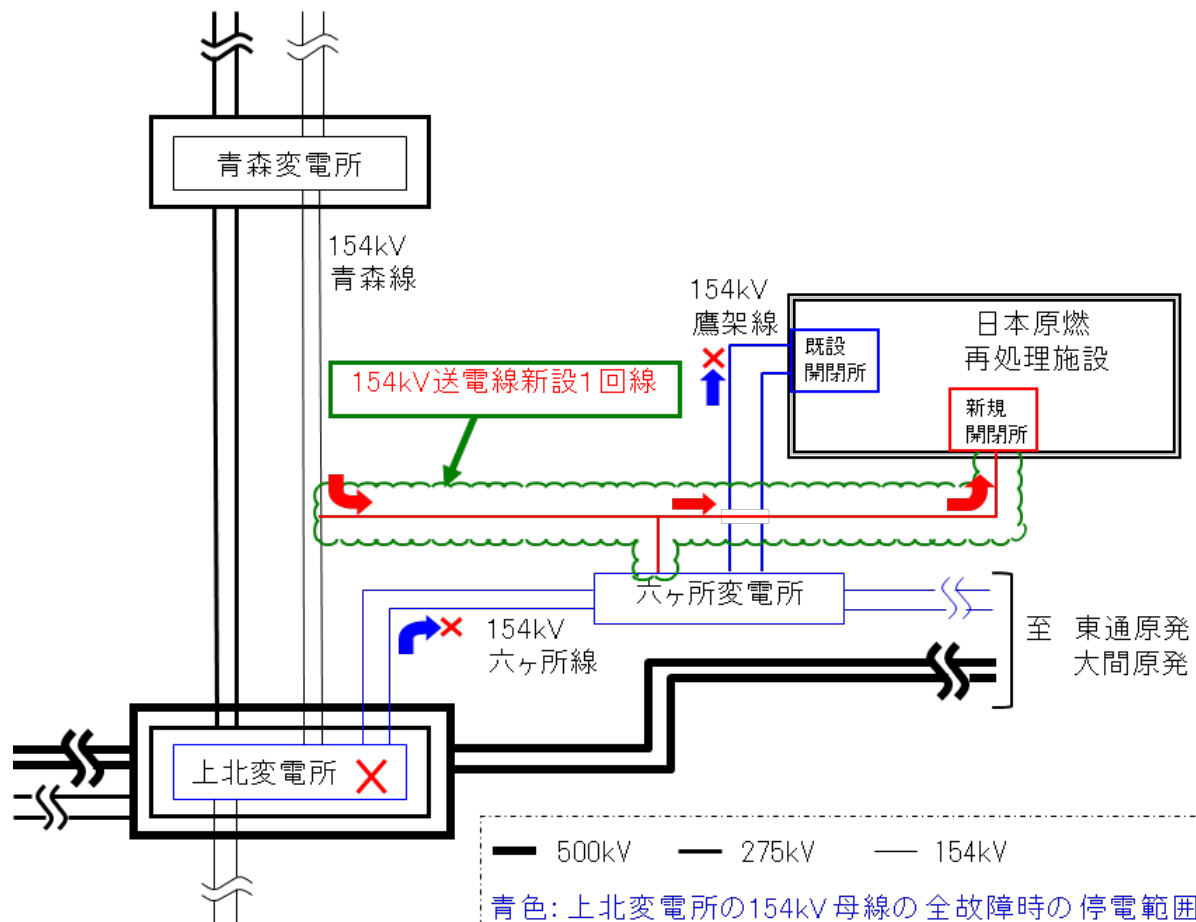 青森変電所
154kV
青森線
154kV
鷹架線
日本原燃
再処理施設
既設
開閉所
154kV送電線新設1回線
新規
開閉所
六ヶ所変電所
154kV
六ヶ所線
至 東通原発
大間原発
上北変電所
500kV 275kV 154kV
青色:上北変電所の154kV母線の全故障時の停電範囲